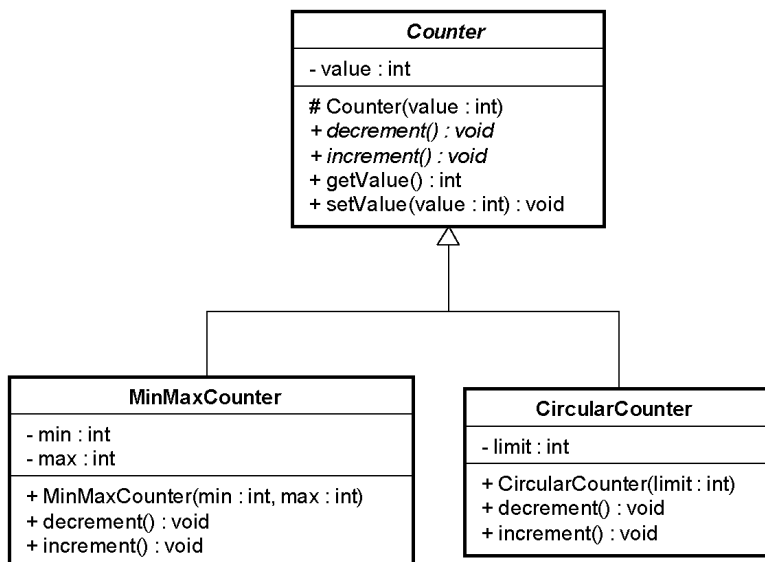 Counter
- value : int
# Counter(value : int)
+ decrement() : void
+ increment() : void
+ getValue() : int
+ setValue(value : int) : void
MinMaxCounter
- min : int
- max : int
+ MinMaxCounter(min : int, max : int)
+ decrement() : void
+ increment() : void
CircularCounter
- limit : int
+ CircularCounter(limit : int)
+ decrement() : void
+ increment() : void